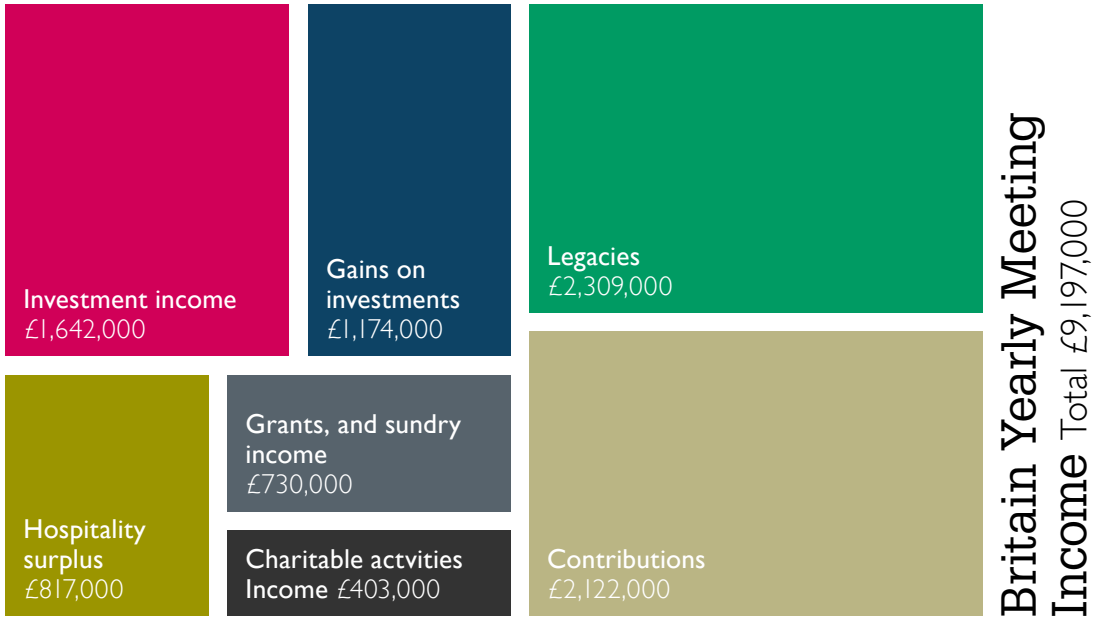 Investment income
£1,642,000
Gains on
investments
£1,174,000
Legacies
£2,309,000
Hospitality
surplus
£817,000
Grants, and sundry
income
£730,000
Charitable actvities
Income £403,000
Contributions
£2,122,000
Britain Yearly Meeting
Income Total £9,197,000